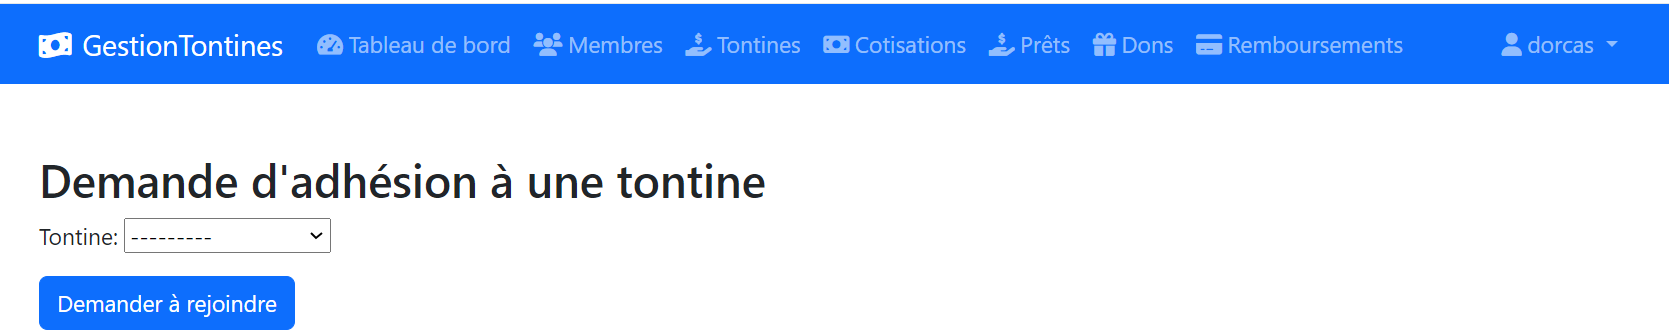 GestionTontines Tableau de bord Membres Tontines Cotisations Prêts Dons Remboursements dorcas
Demande d'adhésion à une tontine
Tontine: ---------
Demander à rejoindre